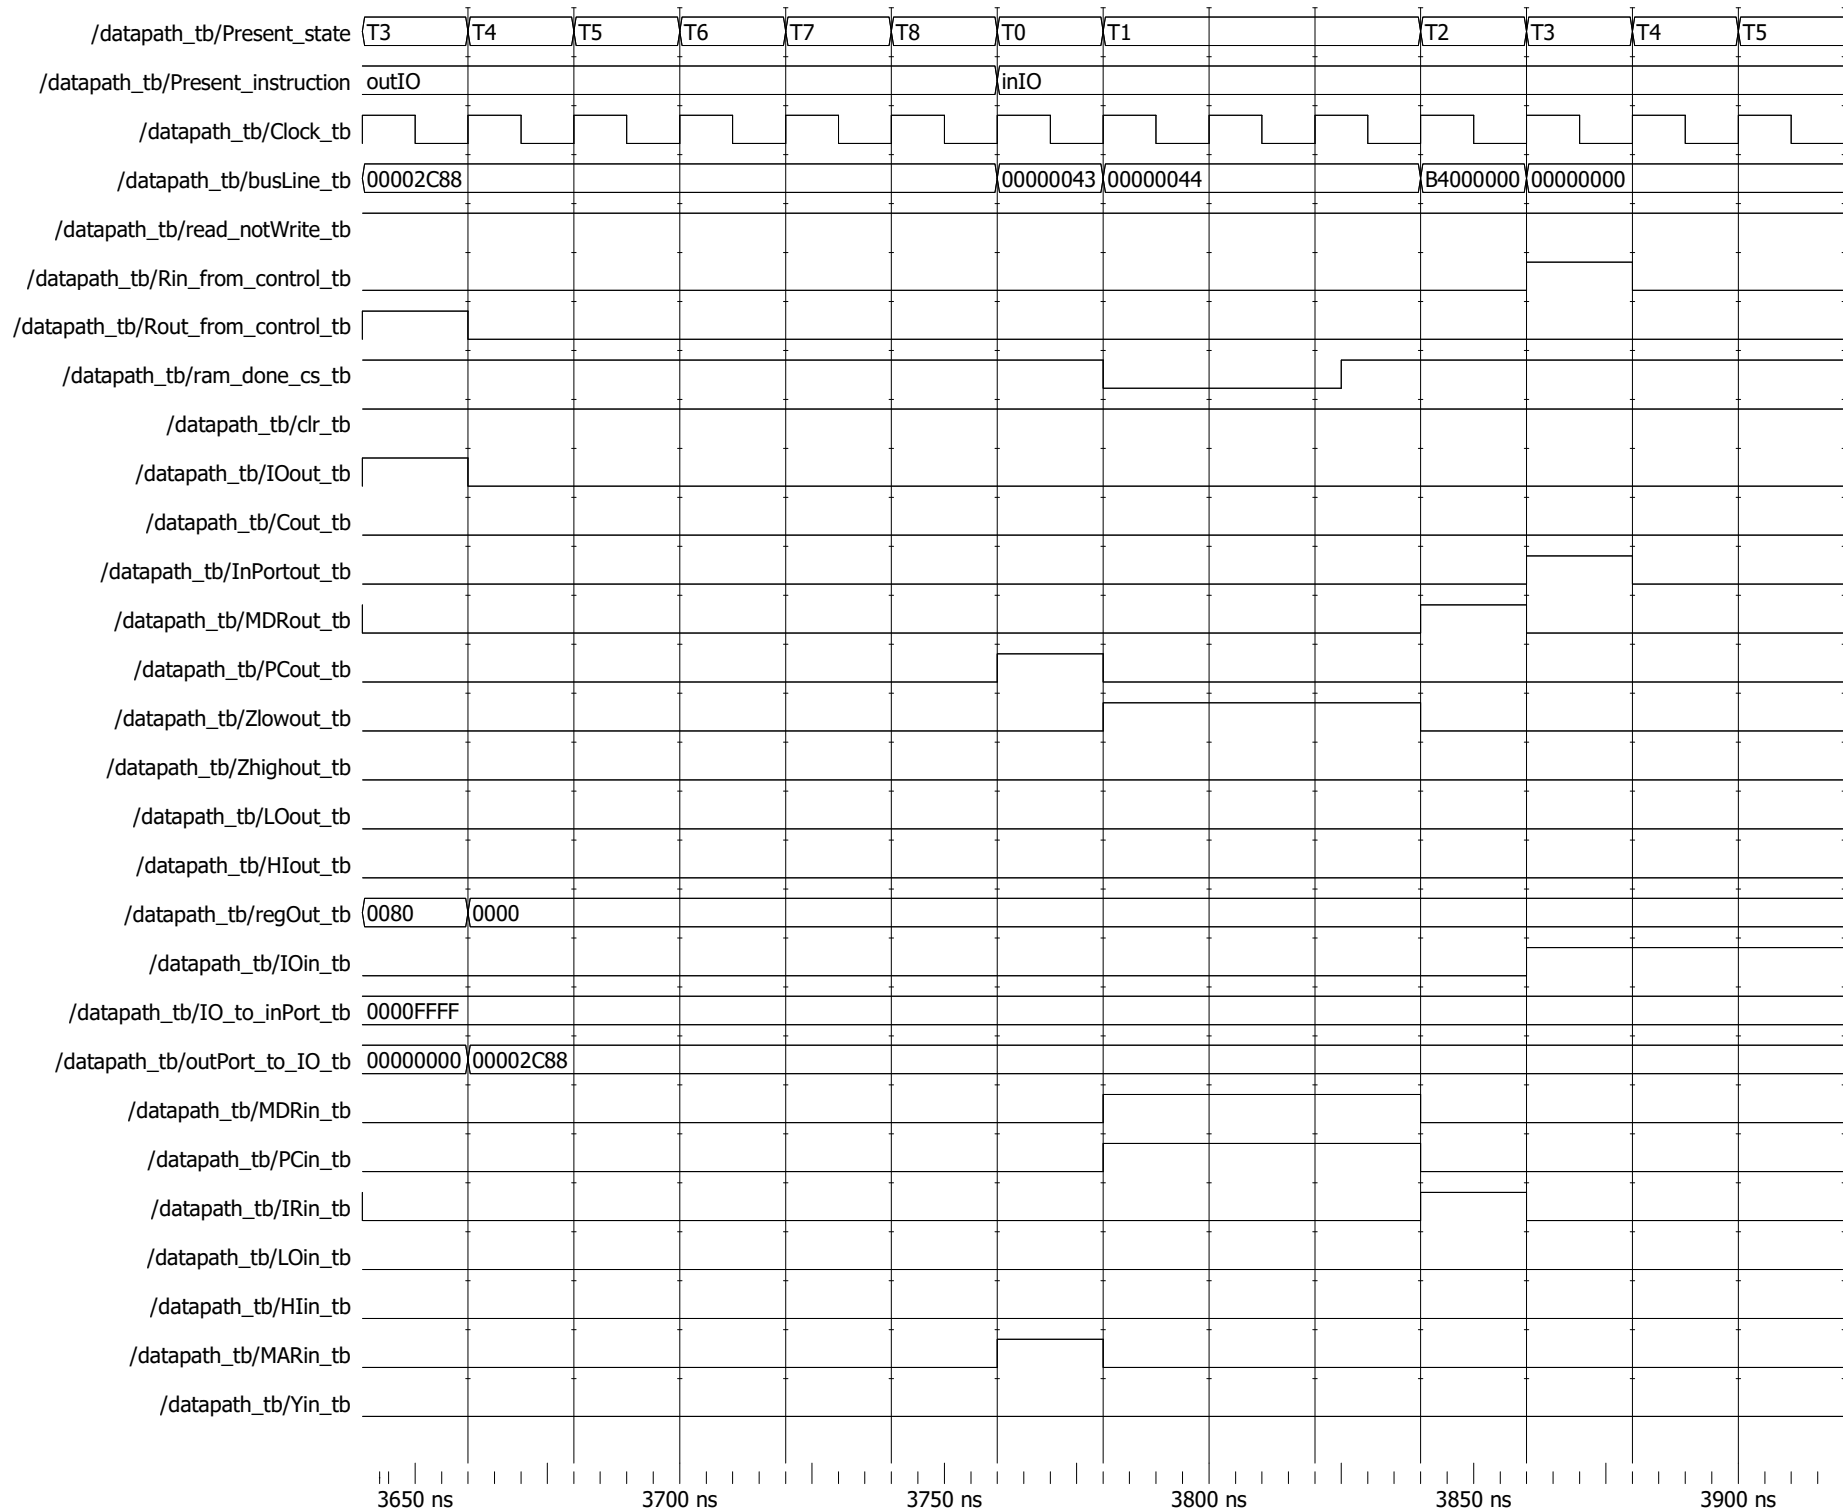 /datapath_tb/Present_state T3 T4 T5 T6 T7 T8 T0 T1 T2 T3 T4 T5
/datapath_tb/Present_instruction outIO inIO
/datapath_tb/Clock_tb
/datapath_tb/busLine_tb 00002C88 00000043 00000044 B4000000 00000000
/datapath_tb/read_notWrite_tb
/datapath_tb/Rin_from_control_tb
/datapath_tb/Rout_from_control_tb
/datapath_tb/ram_done_cs_tb
/datapath_tb/clr_tb
/datapath_tb/IOout_tb
/datapath_tb/Cout_tb
/datapath_tb/InPortout_tb
/datapath_tb/MDRout_tb
/datapath_tb/PCout_tb
/datapath_tb/Zlowout_tb
/datapath_tb/Zhighout_tb
/datapath_tb/LOout_tb
/datapath_tb/HIout_tb
/datapath_tb/regOut_tb 0080 0000
/datapath_tb/IOin_tb
/datapath_tb/IO_to_inPort_tb 0000FFFF
/datapath_tb/outPort_to_IO_tb 00000000 00002C88
/datapath_tb/MDRin_tb
/datapath_tb/PCin_tb
/datapath_tb/IRin_tb
/datapath_tb/LOin_tb
/datapath_tb/HIin_tb
/datapath_tb/MARin_tb
/datapath_tb/Yin_tb
3650 ns 3700 ns 3750 ns 3800 ns 3850 ns 3900 ns